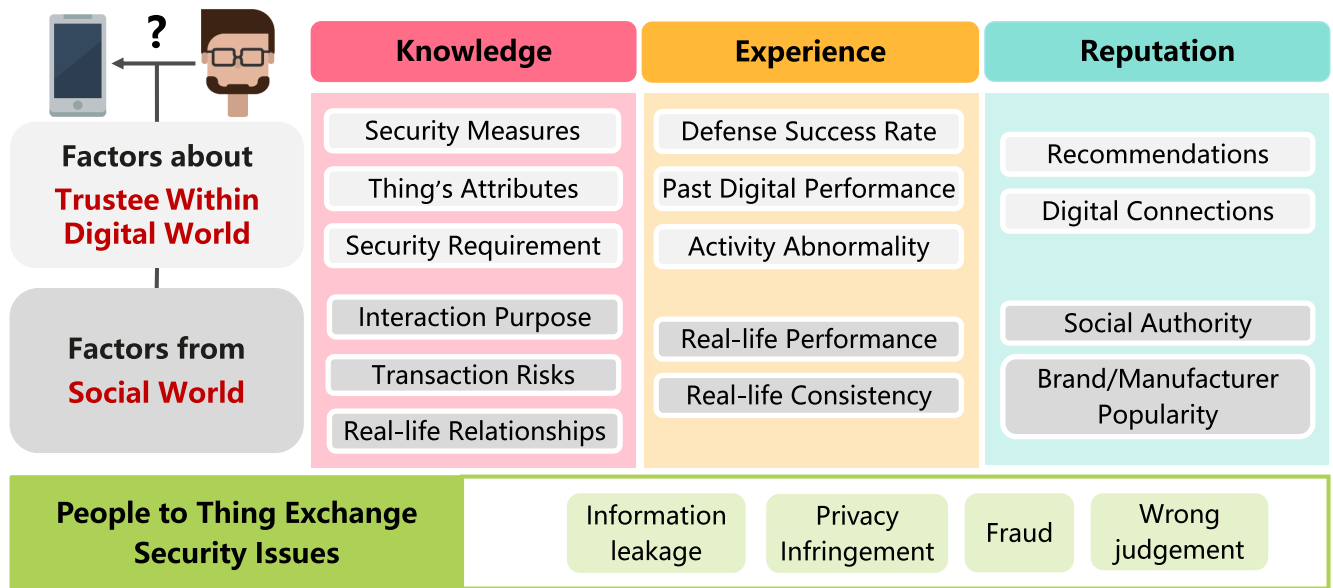 ?
Knowledge
Experience
Reputation
Factors about
Trustee Within
Digital World
Security Measures
Thing's Attributes
Security Requirement
Defense Success Rate
Past Digital Performance
Activity Abnormality
Recommendations
Digital Connections
Factors from
Social World
Interaction Purpose
Transaction Risks
Real-life Relationships
Real-life Performance
Real-life Consistency
Social Authority
Brand/Manufacturer
Popularity
People to Thing Exchange
Security Issues
Information
leakage
Privacy
Infringement
Fraud
Wrong
judgement